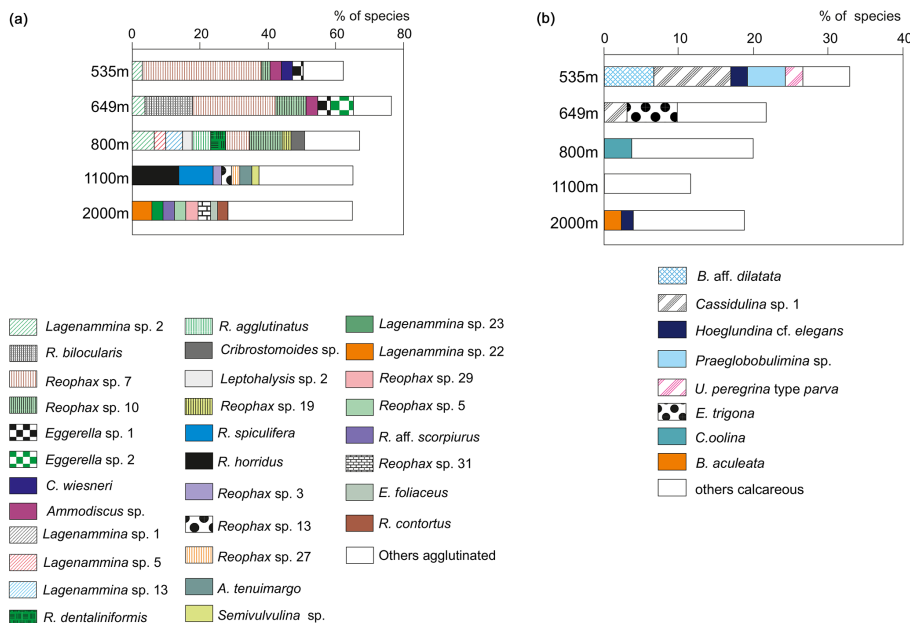 (a)
% of species
0
20
40
60
80
535m
649m
800m
1100m
2000m
(b)
% of species
0
10
20
30
40
535m
649m
800m
1100m
2000m
B. aff. dilatata
Cassidulina sp. 1
Hoeglundina cf. elegans
Praeglobobulimina sp.
U. peregrina type parva
E. trigona
C.oolina
B. aculeata
others calcareous
Lagenammina sp. 2
R. bilocularis
Reophax sp. 7
Reophax sp. 10
Eggerella sp. 1
Eggerella sp. 2
C. wiesneri
Ammodiscus sp.
Lagenammina sp. 1
Lagenammina sp. 5
Lagenammina sp. 13
R. dentaliniformis
R. agglutinatus
Cribrostomoides sp.
Leptohalysis sp. 2
Reophax sp. 19
R. spiculifera
R. horridus
Reophax sp. 3
Reophax sp. 13
Reophax sp. 27
A. tenuimargo
Semivulvulina sp.
Lagenammina sp. 23
Lagenammina sp. 22
Reophax sp. 29
Reophax sp. 5
R. aff. scorpiurus
Reophax sp. 31
E. foliaceus
R. contortus
Others agglutinated